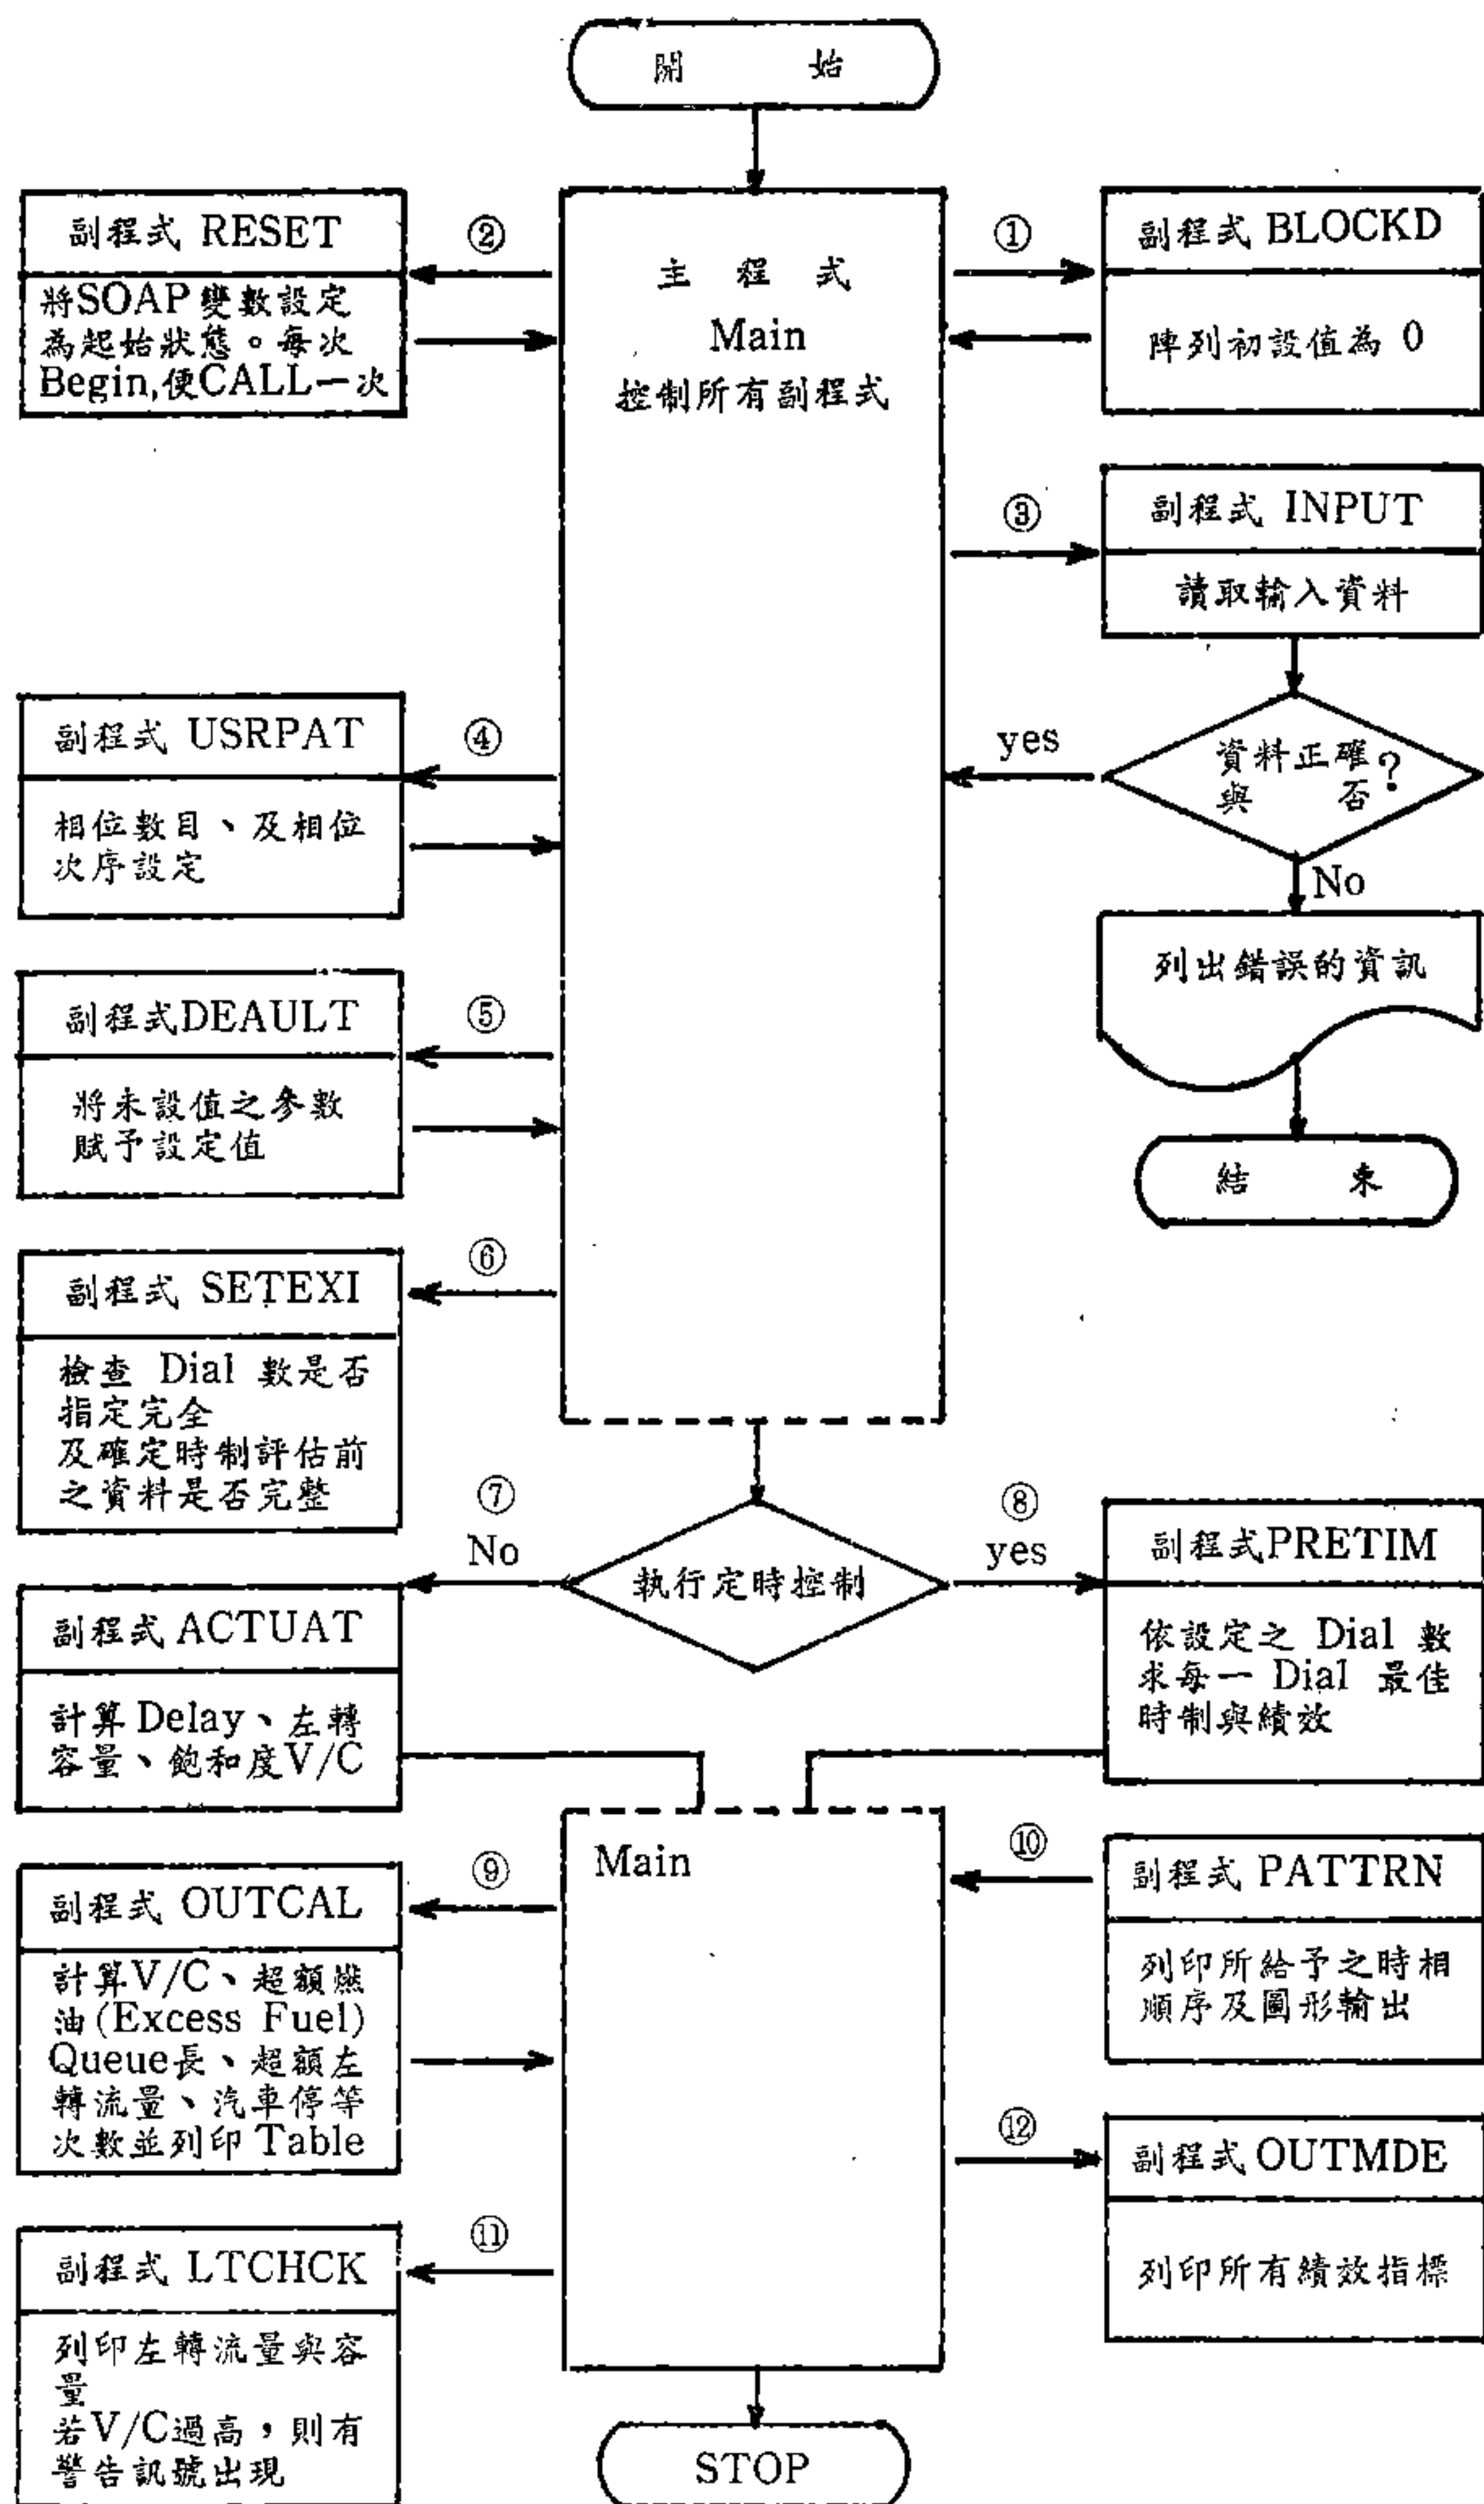 開 始
主 程 式
Main
控制所有副程式
①
副程式 BLOCKD
陣列初設值為 0
②
副程式 RESET
將SOAP變數設定
為起始狀態。每次
Begin,便CALL一次
③
副程式 INPUT
讀取輸入資料
資料正確
與 否?
yes
No
列出錯誤的資訊
結 束
④
副程式 USRPAT
相位數目、及相位
次序設定
⑤
副程式DEAULT
將未設值之參數
賦予設定值
⑥
副程式 SETEXI
檢查 Dial 數是否
指定完全
及確定時制評估前
之資料是否完整
執行定時控制
⑦
No
副程式 ACTUAT
計算Delay、左轉
容量、飽和度V/C
⑧
yes
副程式PRETIM
依設定之 Dial 數
求每一 Dial 最佳
時制與績效
Main
⑨
副程式 OUTCAL
計算V/C、超額燃
油(Excess Fuel)
Queue長、超額左
轉流量、汽車停等
次數並列印 Table
⑩
副程式 PATTRN
列印所給予之時相
順序及圖形輸出
⑪
副程式 LTCHCK
列印左轉流量與容
量
若V/C過高,則有
警告訊號出現
⑫
副程式 OUTMDE
列印所有績效指標
STOP